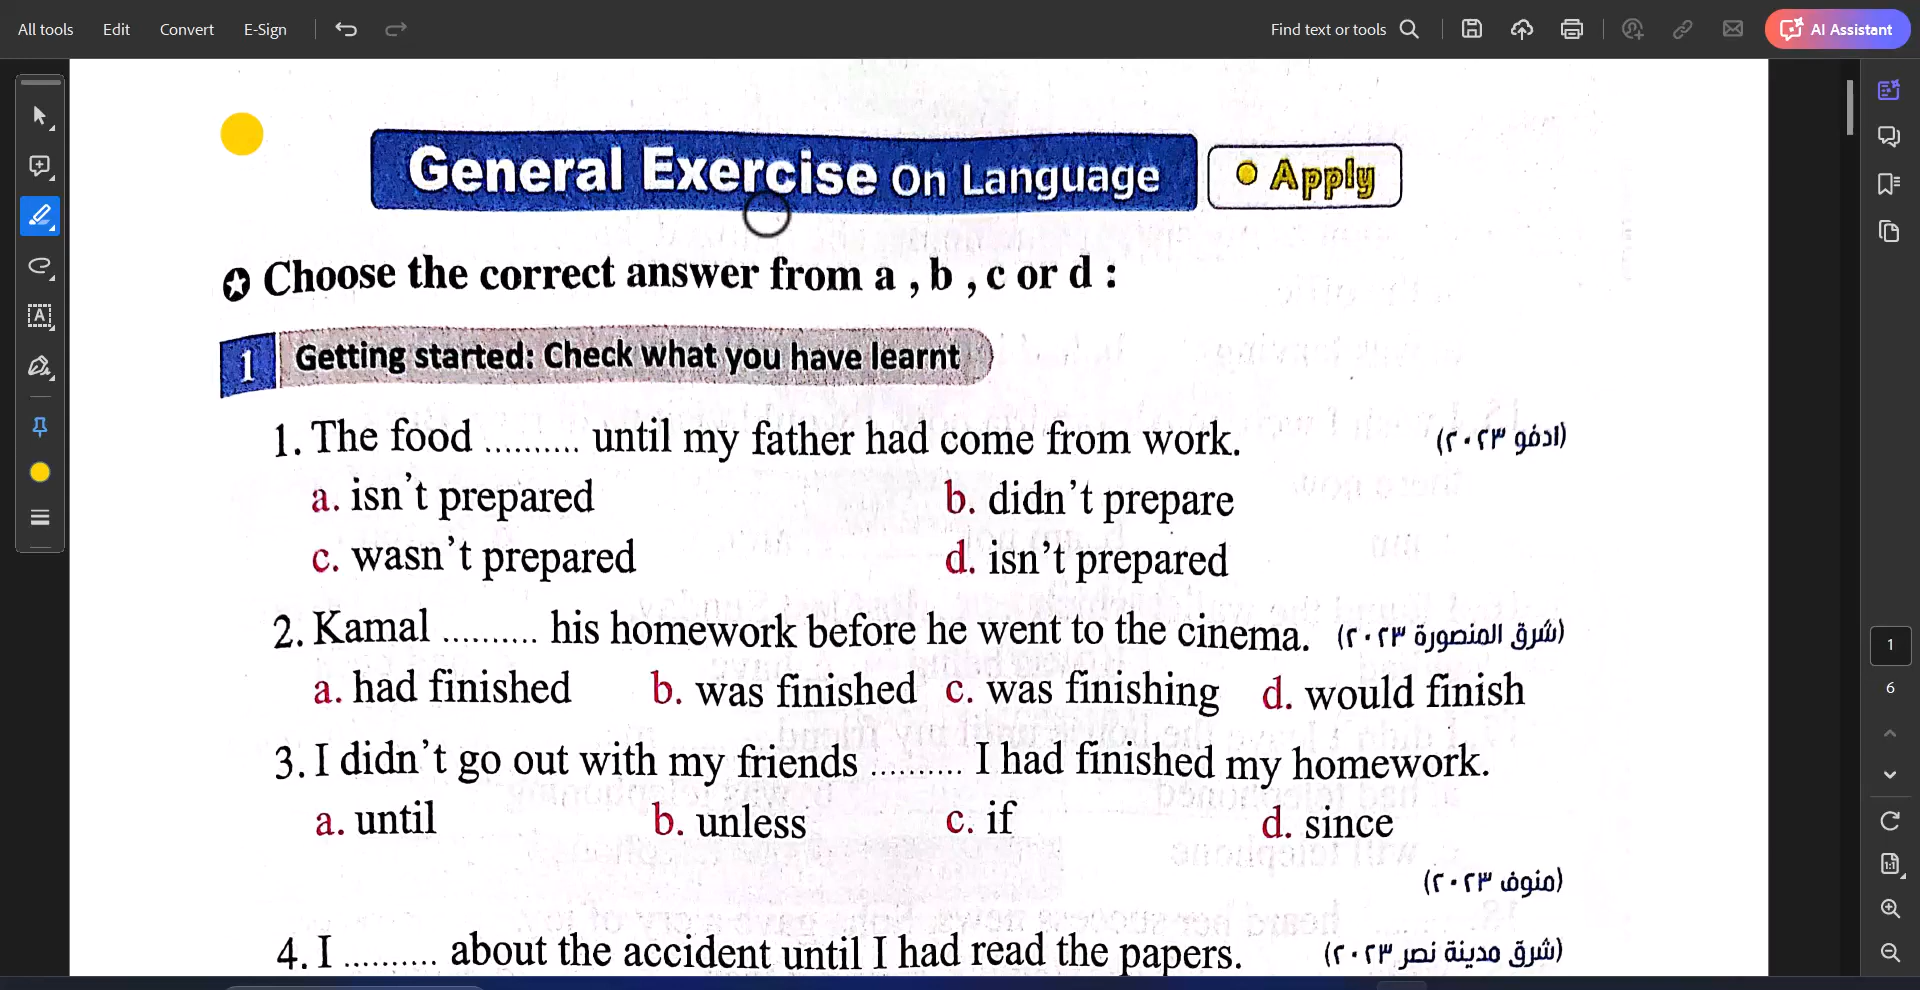 All tools Edit Convert E-Sign Find text or tools AI Assistant
General Exercise On Language Apply
Choose the correct answer from a , b , c or d :
1 Getting started: Check what you have learnt
1. The food .......... until my father had come from work. (ادفو ٢٠٢٣)
a. isn't prepared b. didn't prepare
c. wasn't prepared d. isn't prepared
2. Kamal .......... his homework before he went to the cinema. (شرق المنصورة ٢٠٢٣)
a. had finished b. was finished c. was finishing d. would finish
3. I didn't go out with my friends .......... I had finished my homework.
a. until b. unless c. if d. since
(منوف ٢٠٢٣)
4. I .......... about the accident until I had read the papers. (شرق مدينة نصر ٢٠٢٣)
1
6